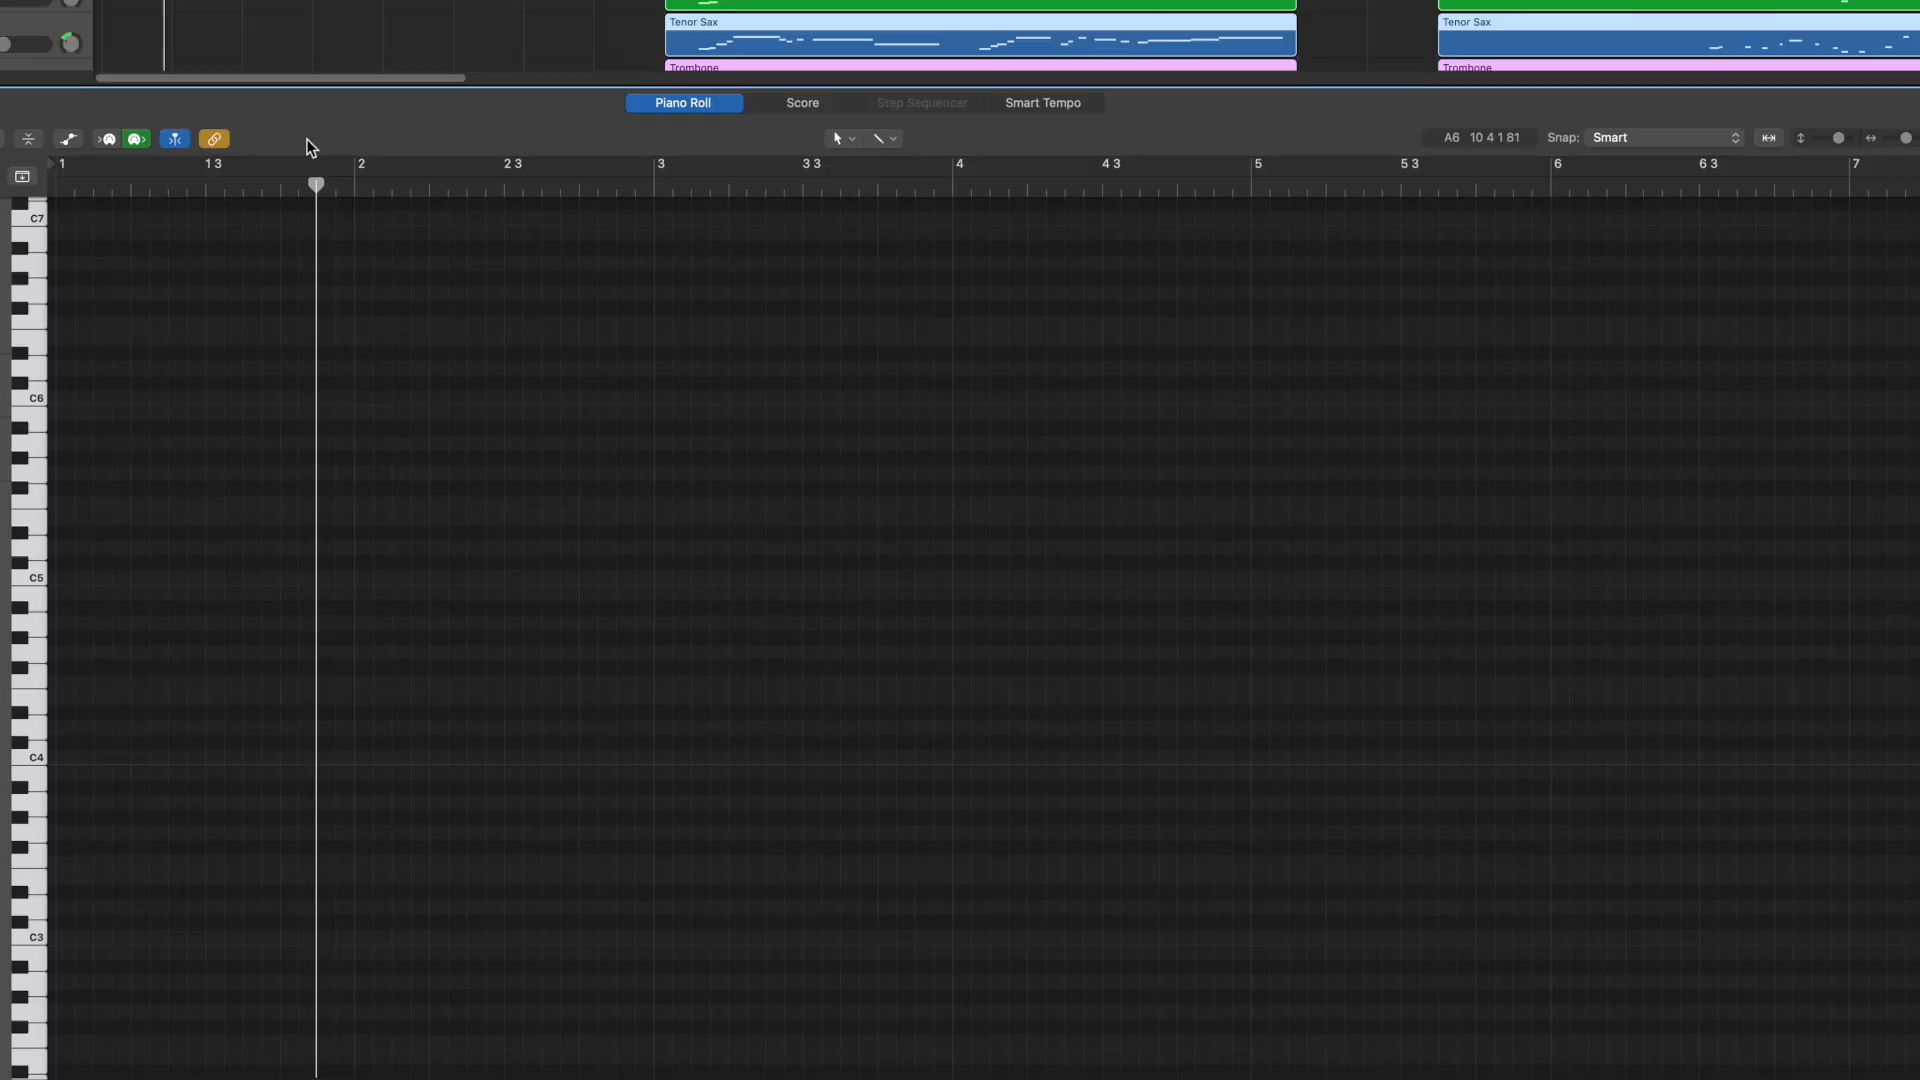 Tenor Sax
Tenor Sax
Trombone
Trombone
Piano Roll
Score
Step Sequencer
Smart Tempo
A6 10 4 1 81
Snap: Smart
1
1 3
2
2 3
3
3 3
4
4 3
5
5 3
6
6 3
7
C7
C6
C5
C4
C3